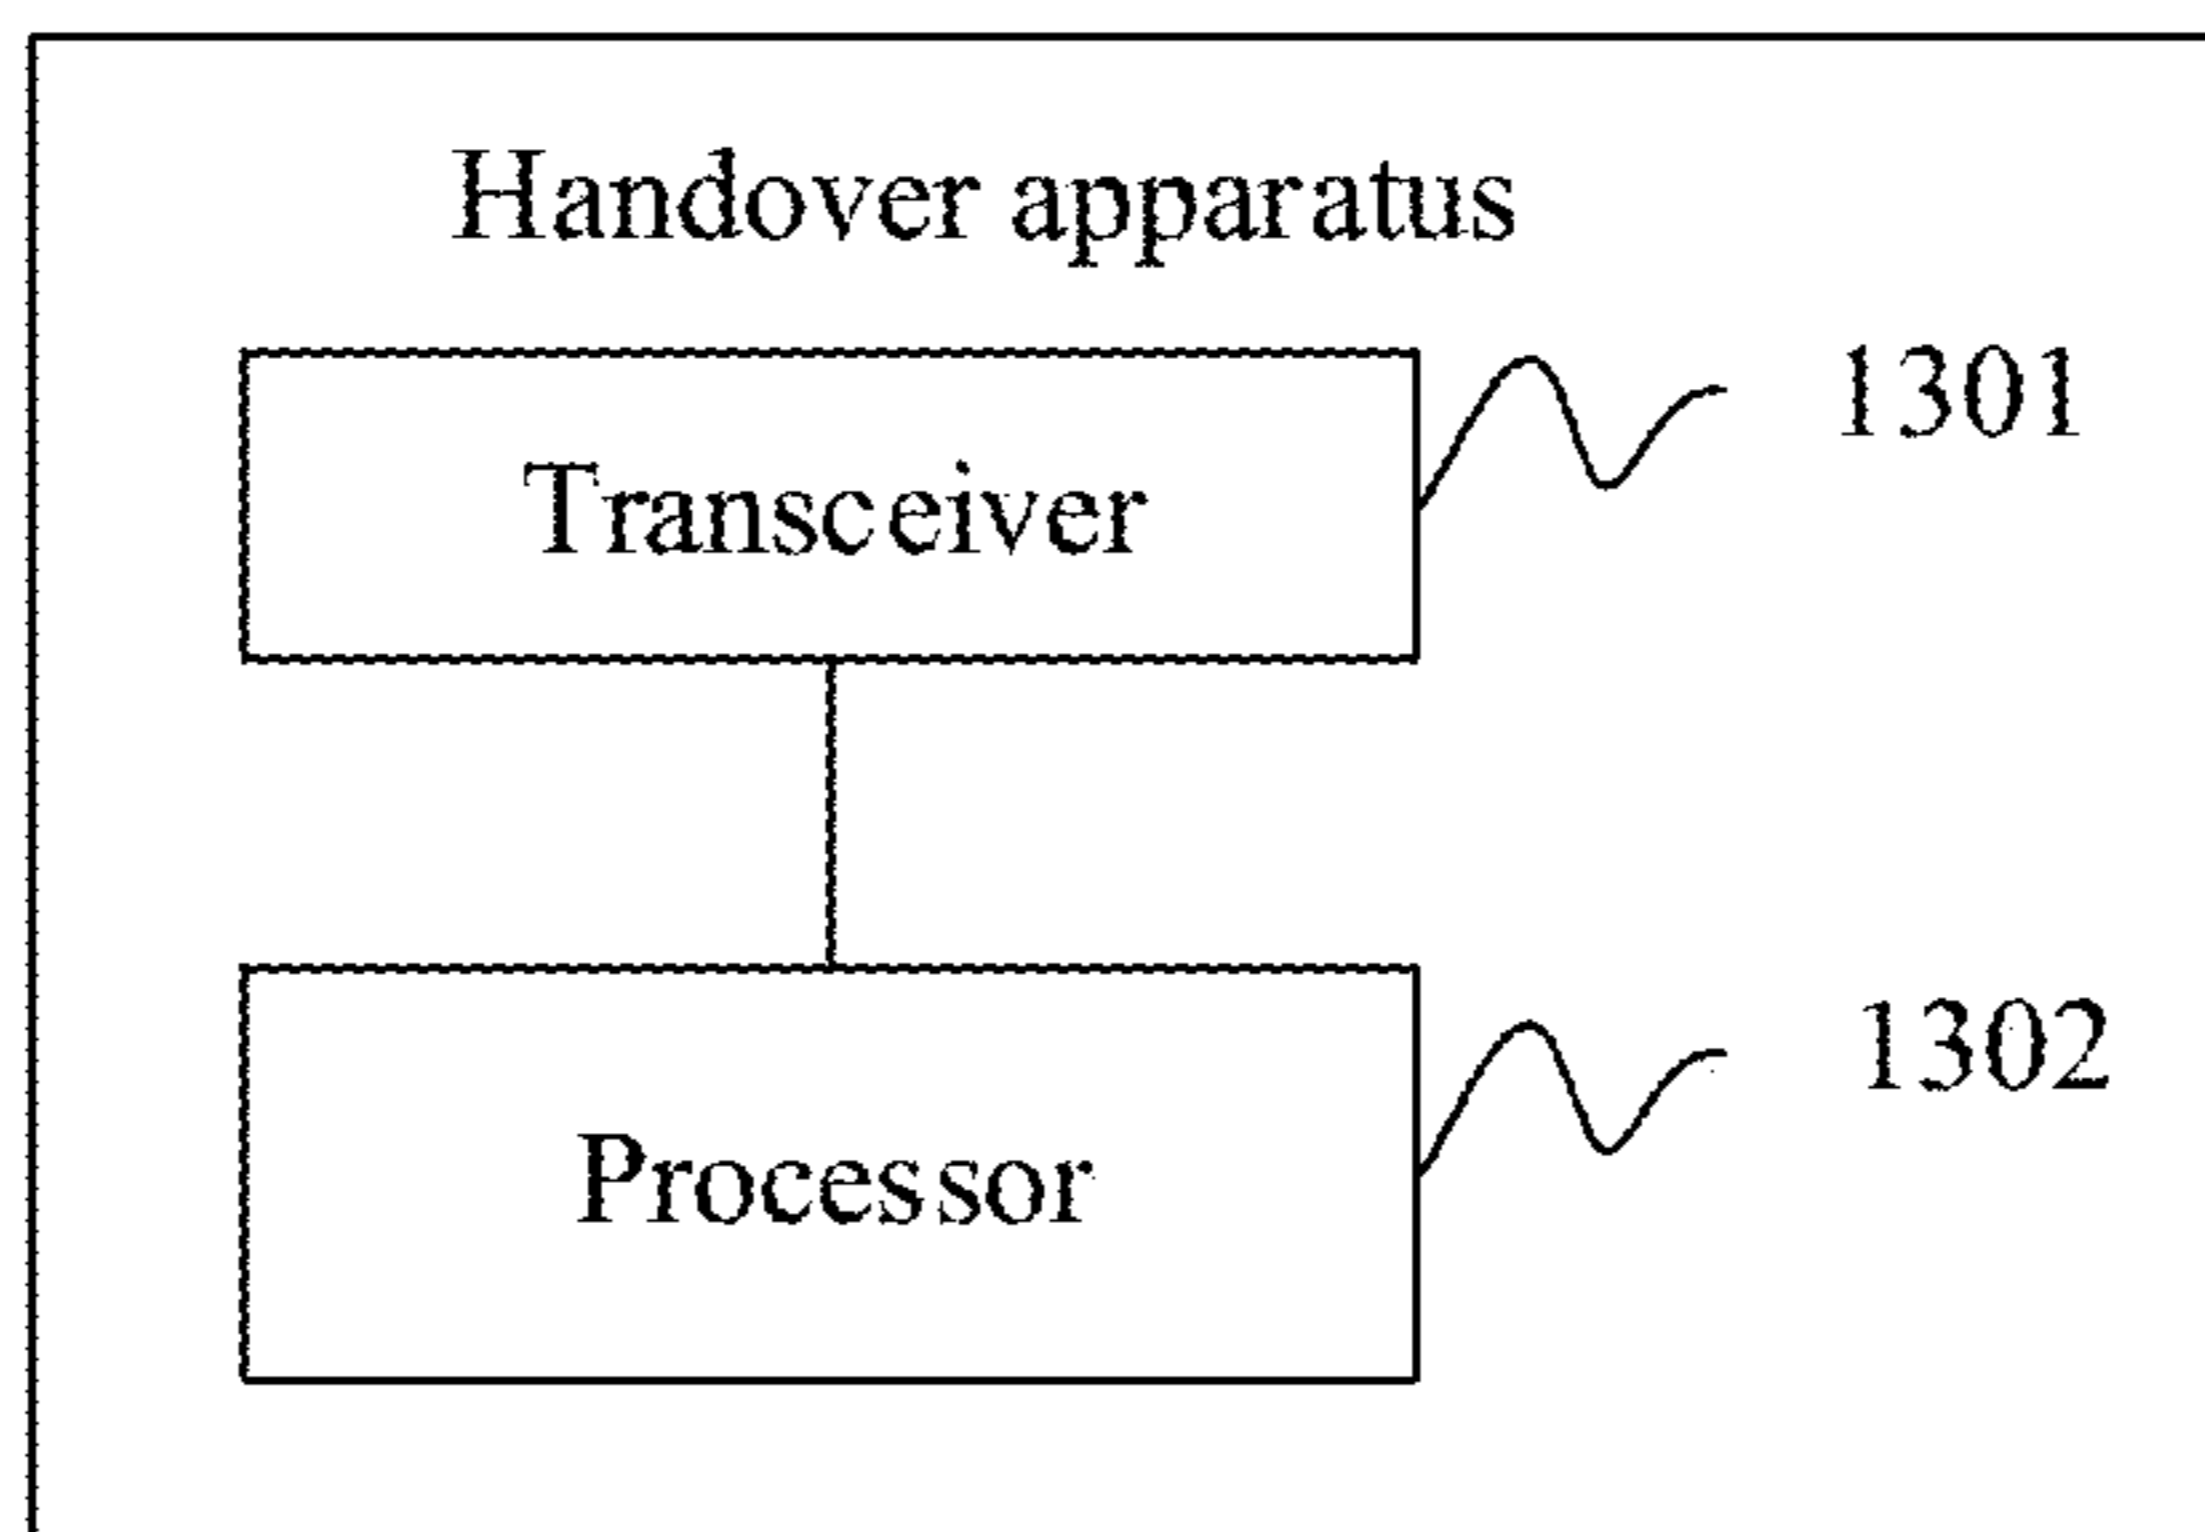 Handover apparatus
1301
Transceiver
1302
Processor